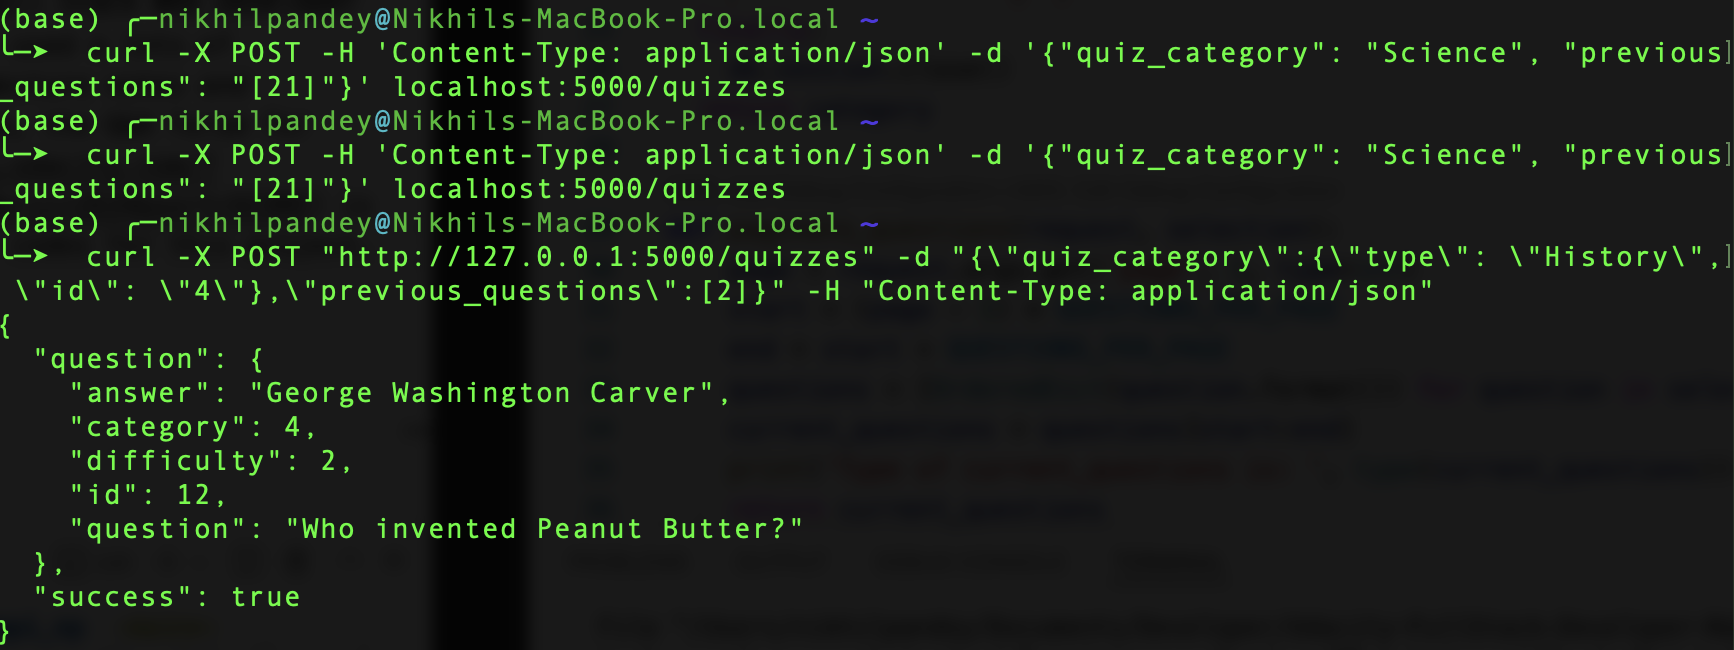 (base) ╭─nikhilpandey@Nikhils-MacBook-Pro.local ~
╰─➤  curl -X POST -H 'Content-Type: application/json' -d '{"quiz_category": "Science", "previous]
_questions": "[21]"}' localhost:5000/quizzes
(base) ╭─nikhilpandey@Nikhils-MacBook-Pro.local ~
╰─➤  curl -X POST -H 'Content-Type: application/json' -d '{"quiz_category": "Science", "previous]
_questions": "[21]"}' localhost:5000/quizzes
(base) ╭─nikhilpandey@Nikhils-MacBook-Pro.local ~
╰─➤  curl -X POST "http://127.0.0.1:5000/quizzes" -d "{\"quiz_category\":{\"type\": \"History\",]
 \"id\": \"4\"},\"previous_questions\":[2]}" -H "Content-Type: application/json"
{
  "question": {
    "answer": "George Washington Carver",
    "category": 4,
    "difficulty": 2,
    "id": 12,
    "question": "Who invented Peanut Butter?"
  },
  "success": true
}